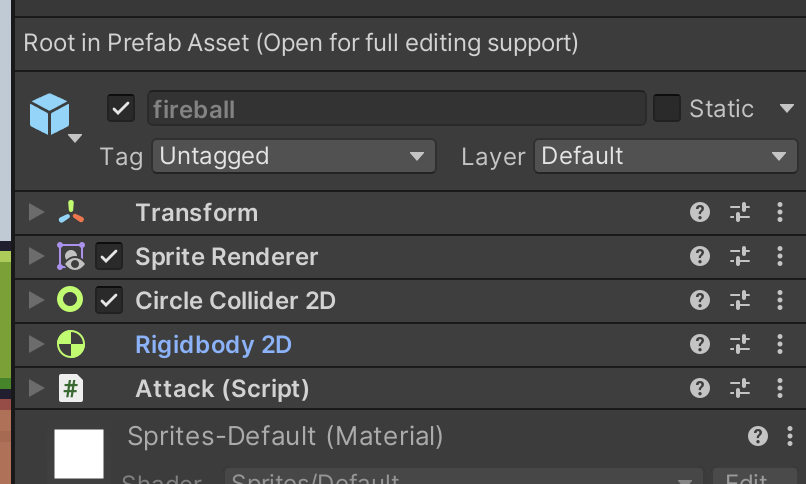 Root in Prefab Asset (Open for full editing support)
fireball Static
Tag Untagged Layer Default
Transform
Sprite Renderer
Circle Collider 2D
Rigidbody 2D
Attack (Script)
Sprites-Default (Material)
Shader Sprites/Default Edit...